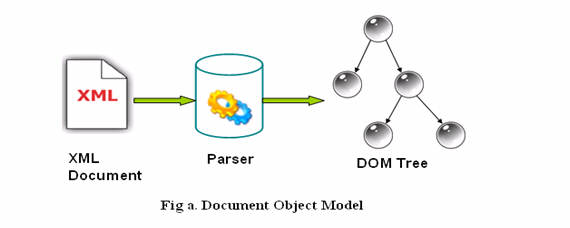 XML
XML
Document
Parser
DOM Tree
Fig a. Document Object Model